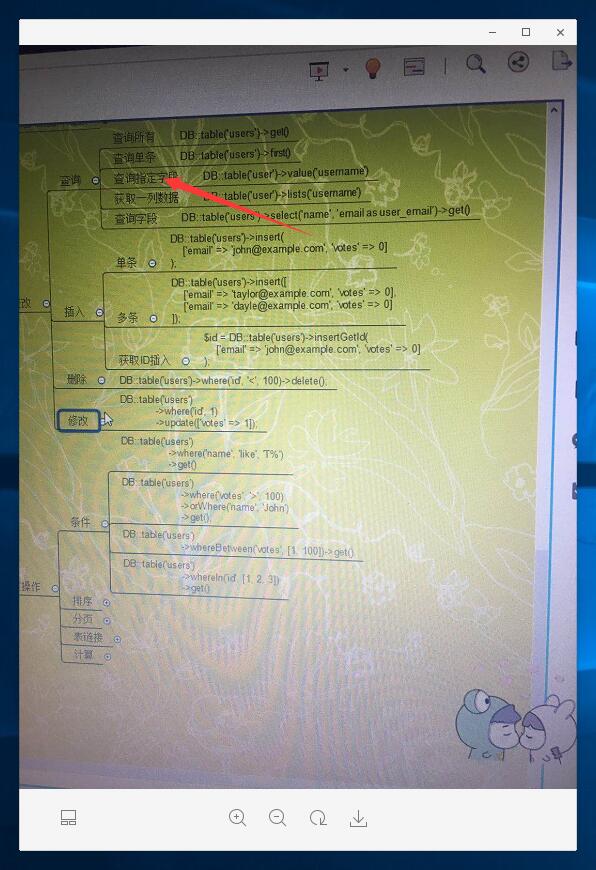 查询所有 DB::table('users')->get()
查询单条 DB::table('users')->first()
查询 查询指定字段 DB::table('user')->value('username')
获取一列数据 DB::table('user')->lists('username')
查询字段 DB::table('users')->select('name', 'email as user_email')->get()
DB::table('users')->insert(
['email' => 'john@example.com', 'votes' => 0]
单条 );
DB::table('users')->insert([
['email' => 'taylor@example.com', 'votes' => 0],
['email' => 'dayle@example.com', 'votes' => 0]
插入
多条 ]);
$id = DB::table('users')->insertGetId(
['email' => 'john@example.com', 'votes' => 0]
获取ID插入 );
删除 DB::table('users')->where('id', '<', 100)->delete();
DB::table('users')
->where('id', 1)
修改 ->update(['votes' => 1]);
DB::table('users')
->where('name', 'like', 'T%')
->get()
DB::table('users')
->where('votes', '>', 100)
->orWhere('name', 'John')
->get();
条件
DB::table('users')
->whereBetween('votes', [1, 100])->get()
DB::table('users')
->whereIn('id', [1, 2, 3])
->get()
操作
排序
分页
表链接
计算